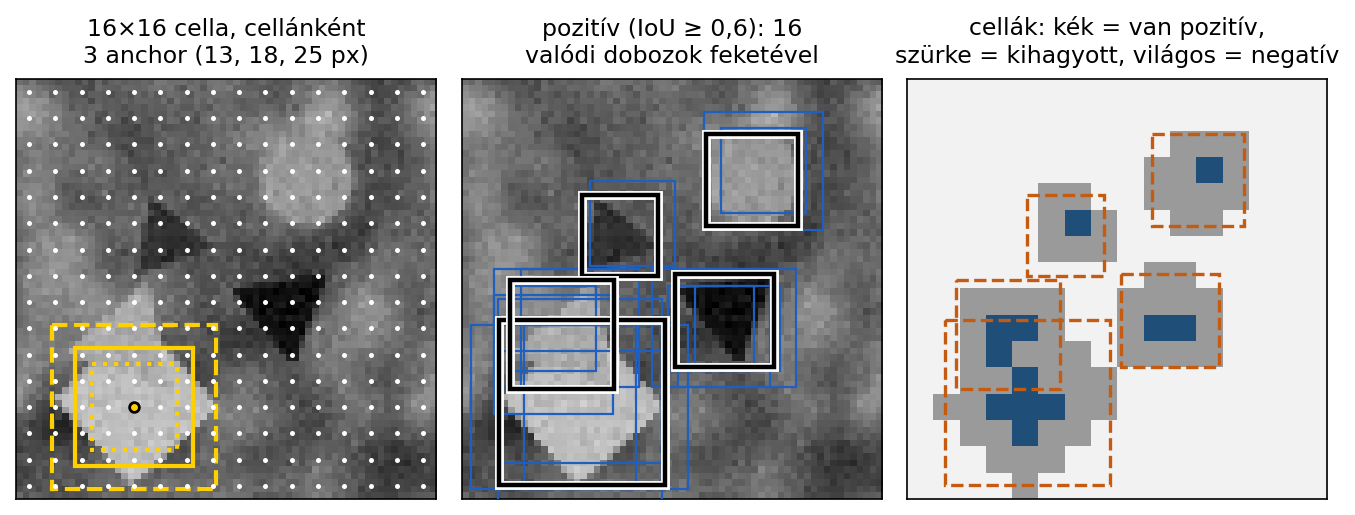 16×16 cella, cellánként
3 anchor (13, 18, 25 px)
pozitív (IoU ≥ 0,6): 16
valódi dobozok feketével
cellák: kék = van pozitív,
szürke = kihagyott, világos = negatív